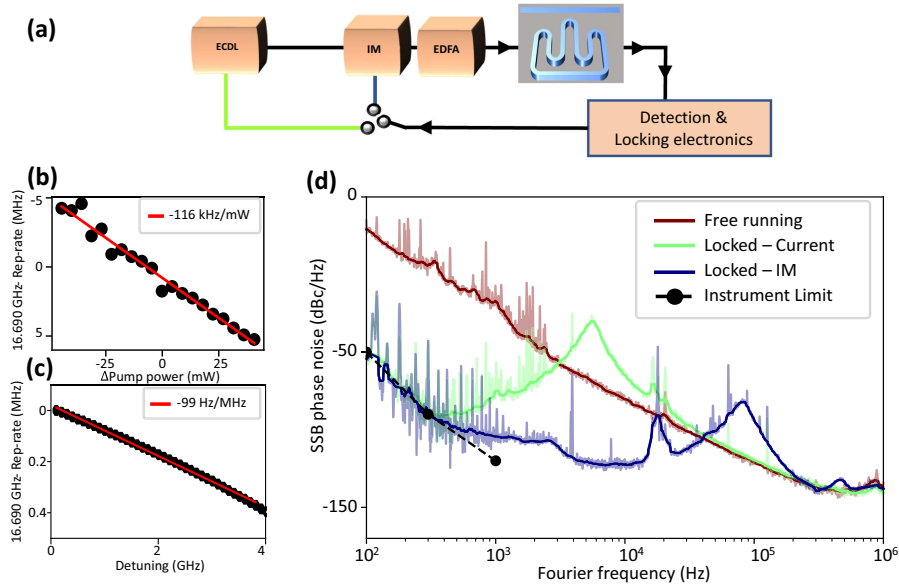 (a)
ECDL
IM
EDFA
Detection &
Locking electronics
(b)
16.690 GHz- Rep-rate (MHz)
-5
0
5
-116 kHz/mW
-25
0
25
ΔPump power (mW)
(c)
16.690 GHz- Rep-rate (MHz)
0
0.2
0.4
-99 Hz/MHz
0
2
4
Detuning (GHz)
(d)
SSB phase noise (dBc/Hz)
0
-50
-150
Free running
Locked – Current
Locked – IM
Instrument Limit
10²
10³
10⁴
10⁵
10⁶
Fourier frequency (Hz)